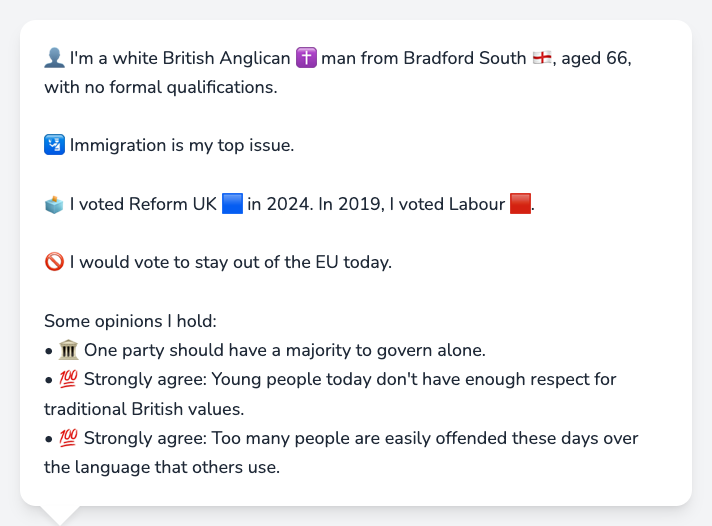 👤 I'm a white British Anglican ✝️ man from Bradford South 🏴󠁧󠁢󠁥󠁮󠁧󠁿, aged 66,
with no formal qualifications.
🛂 Immigration is my top issue.
🗳️ I voted Reform UK 🟦 in 2024. In 2019, I voted Labour 🟥.
🚫 I would vote to stay out of the EU today.
Some opinions I hold:
• 🏛️ One party should have a majority to govern alone.
• 💯 Strongly agree: Young people today don't have enough respect for
traditional British values.
• 💯 Strongly agree: Too many people are easily offended these days over
the language that others use.